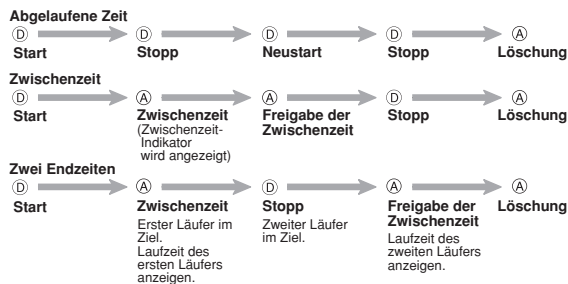 Abgelaufene Zeit
D D D D A
Start Stopp Neustart Stopp Löschung
Zwischenzeit
D A A D A
Start Zwischenzeit Freigabe der Stopp Löschung
(Zwischenzeit- Zwischenzeit
Indikator
wird angezeigt)
Zwei Endzeiten
D A D A A
Start Zwischenzeit Stopp Freigabe der Löschung
Erster Läufer im Zweiter Läufer Zwischenzeit
Ziel. im Ziel. Laufzeit des
Laufzeit des zweiten Läufers
ersten Läufers anzeigen.
anzeigen.